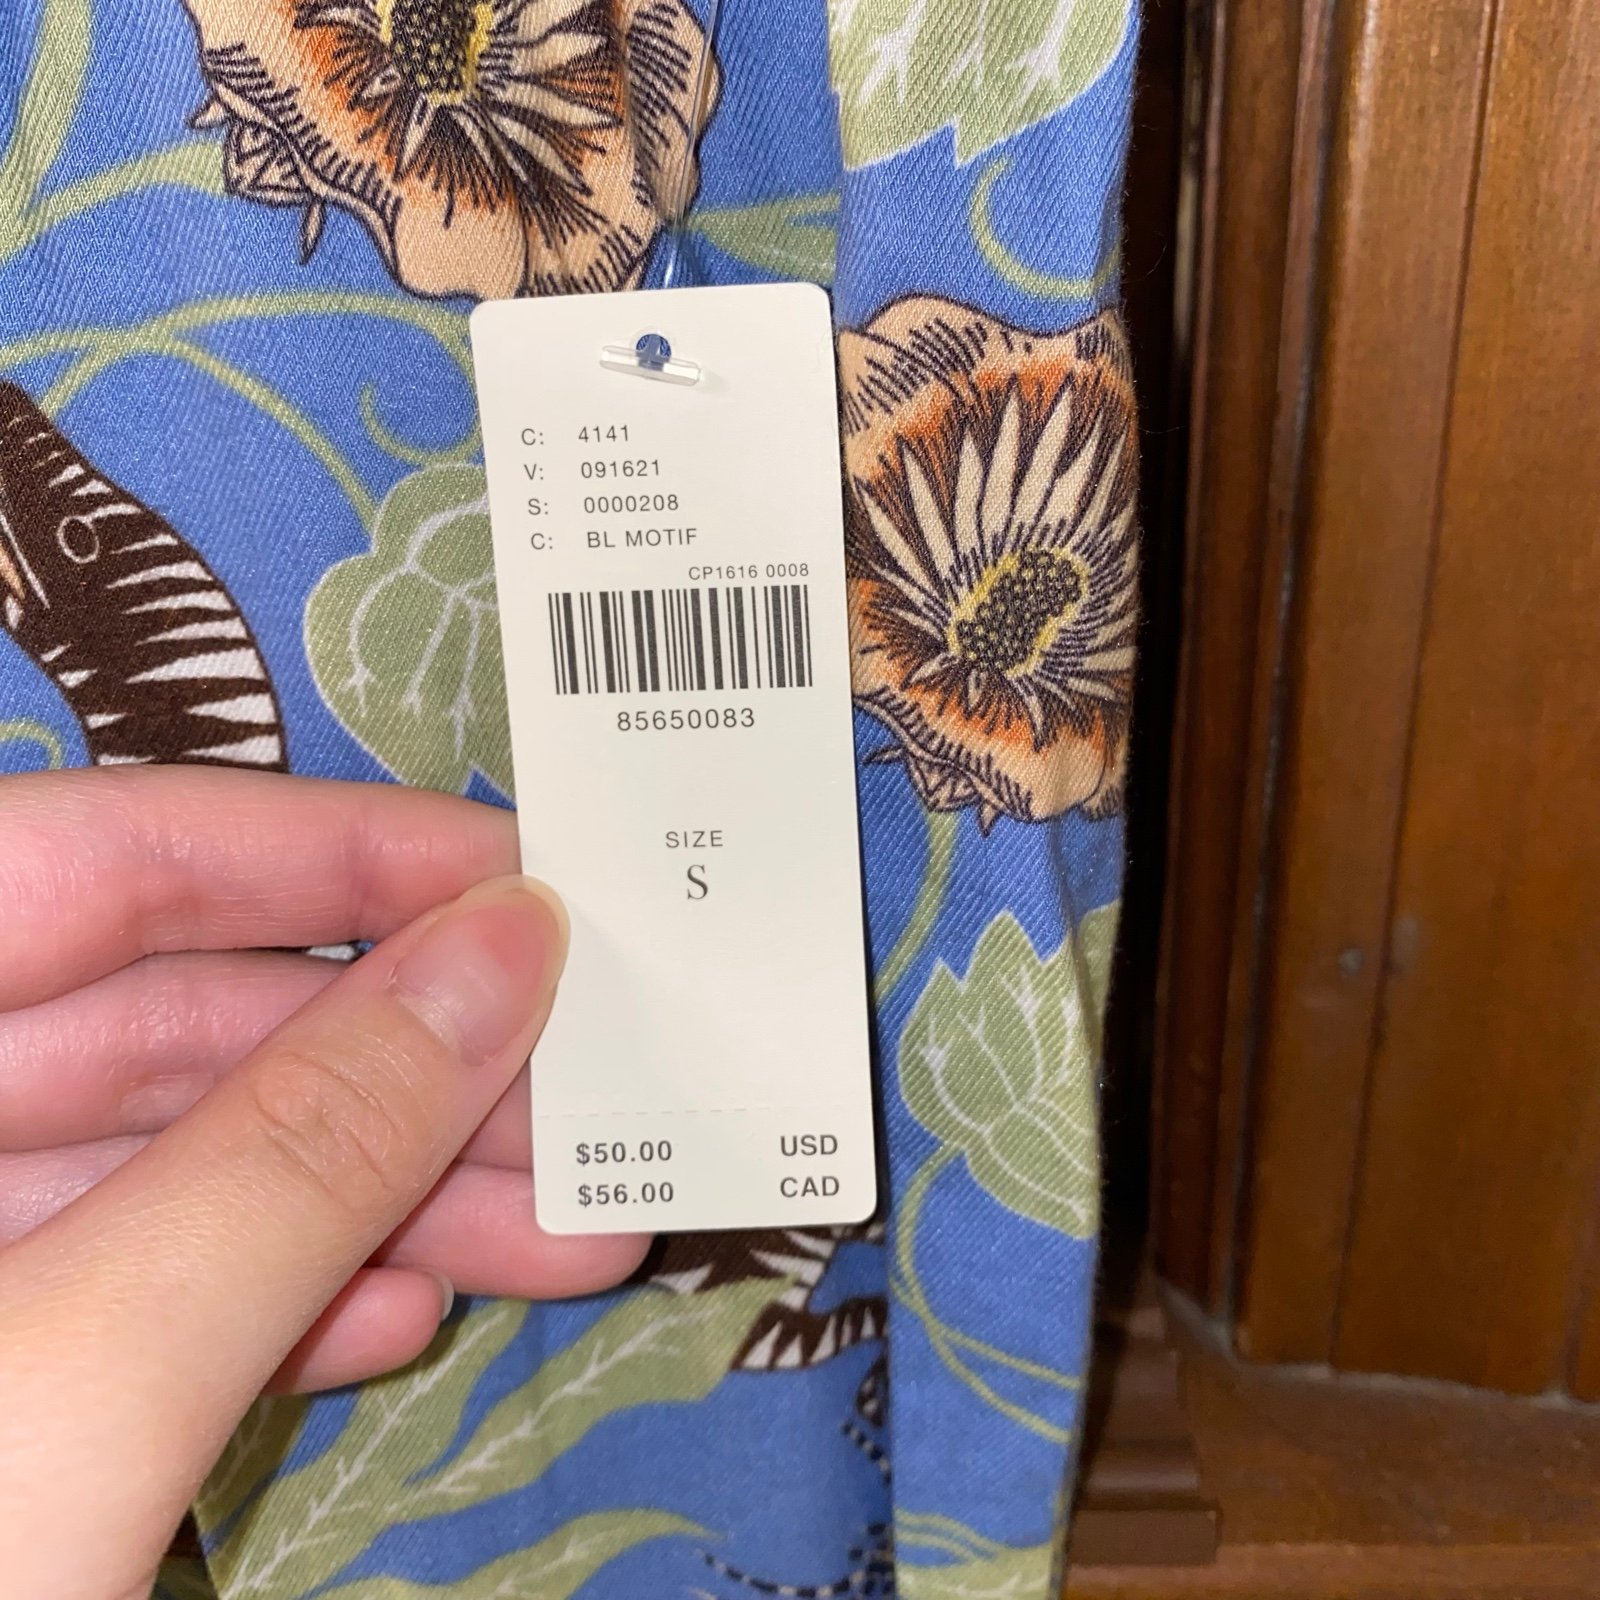 C: 4141
V: 091621
S: 0000208
C: BL MOTIF
CP1616 0008
85650083
SIZE
S
$50.00 USD
$56.00 CAD